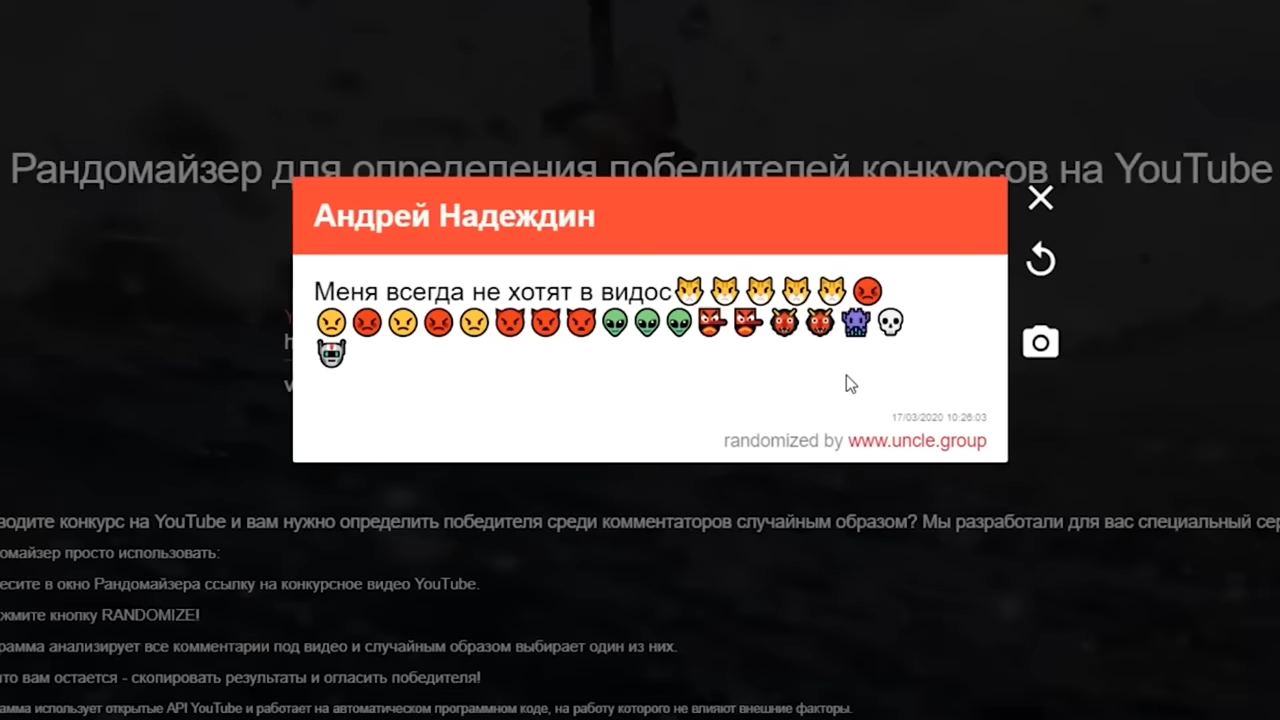 Рандомайзер для определения победителей конкурсов на YouTube
Андрей Надеждин
Меня всегда не хотят в видос😼😼😼😼😼😡
😠😡😠😡😠👿👿👿👽👽👽👺👺👹👹👾💀
🤖
17/03/2020 10:26:03
randomized by www.uncle.group
водите конкурс на YouTube и вам нужно определить победителя среди комментаторов случайным образом? Мы разработали для вас специальный сер
омайзер просто использовать:
есите в окно Рандомайзера ссылку на конкурсное видео YouTube.
жмите кнопку RANDOMIZE!
рамма анализирует все комментарии под видео и случайным образом выбирает один из них.
то вам остается - скопировать результаты и огласить победителя!
амма использует открытые API YouTube и работает на автоматическом программном коде, на работу которого не влияют внешние факторы.